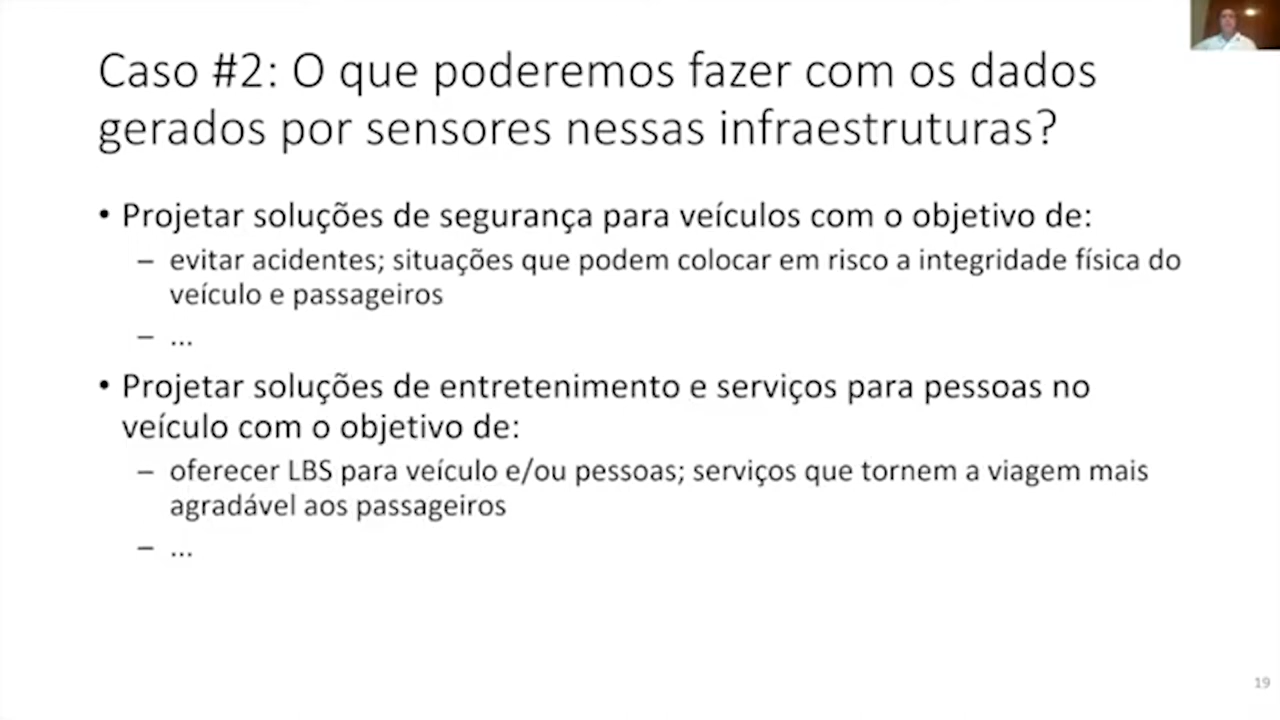 Caso #2: O que poderemos fazer com os dados
gerados por sensores nessas infraestruturas?
• Projetar soluções de segurança para veículos com o objetivo de:
– evitar acidentes; situações que podem colocar em risco a integridade física do
veículo e passageiros
– ...
• Projetar soluções de entretenimento e serviços para pessoas no
veículo com o objetivo de:
– oferecer LBS para veículo e/ou pessoas; serviços que tornem a viagem mais
agradável aos passageiros
– ...
19